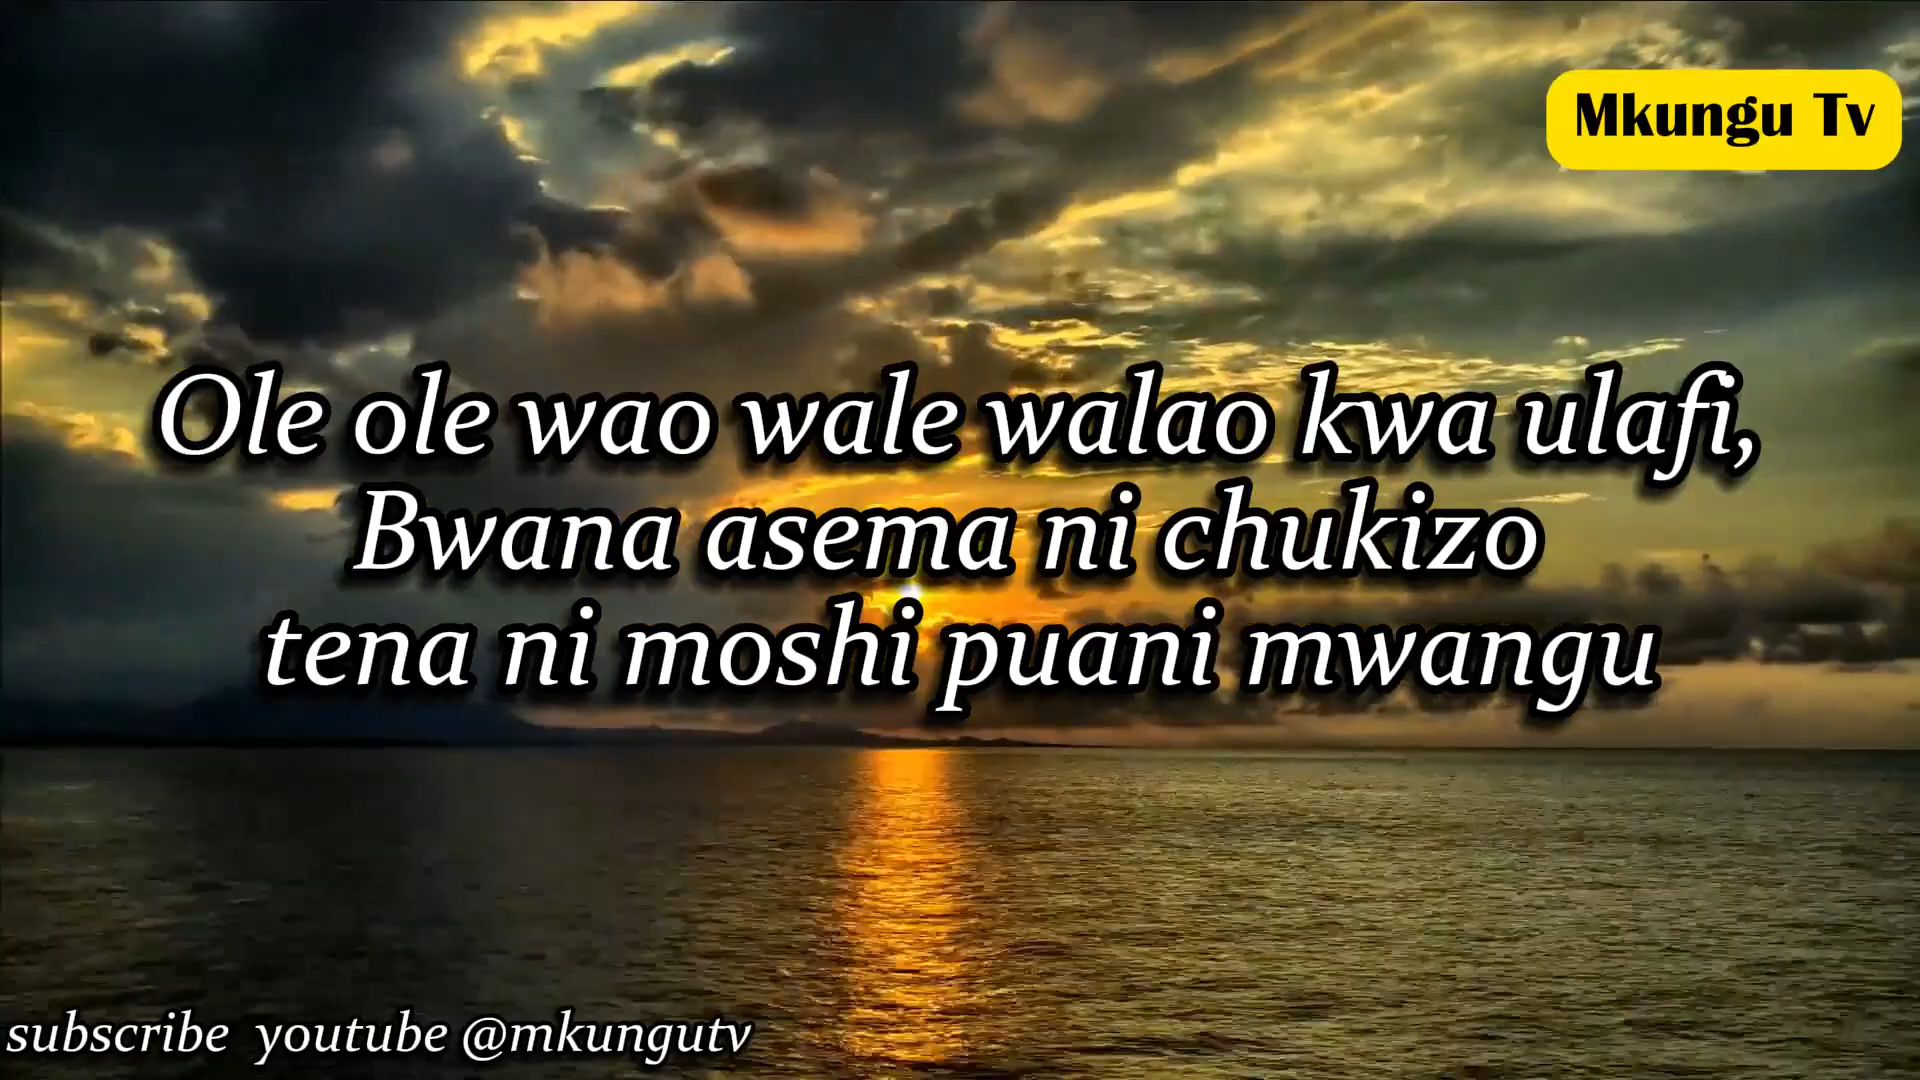 Mkungu Tv
Ole ole wao wale walao kwa ulafi,
Bwana asema ni chukizo
tena ni moshi puani mwangu
subscribe youtube @mkungutv